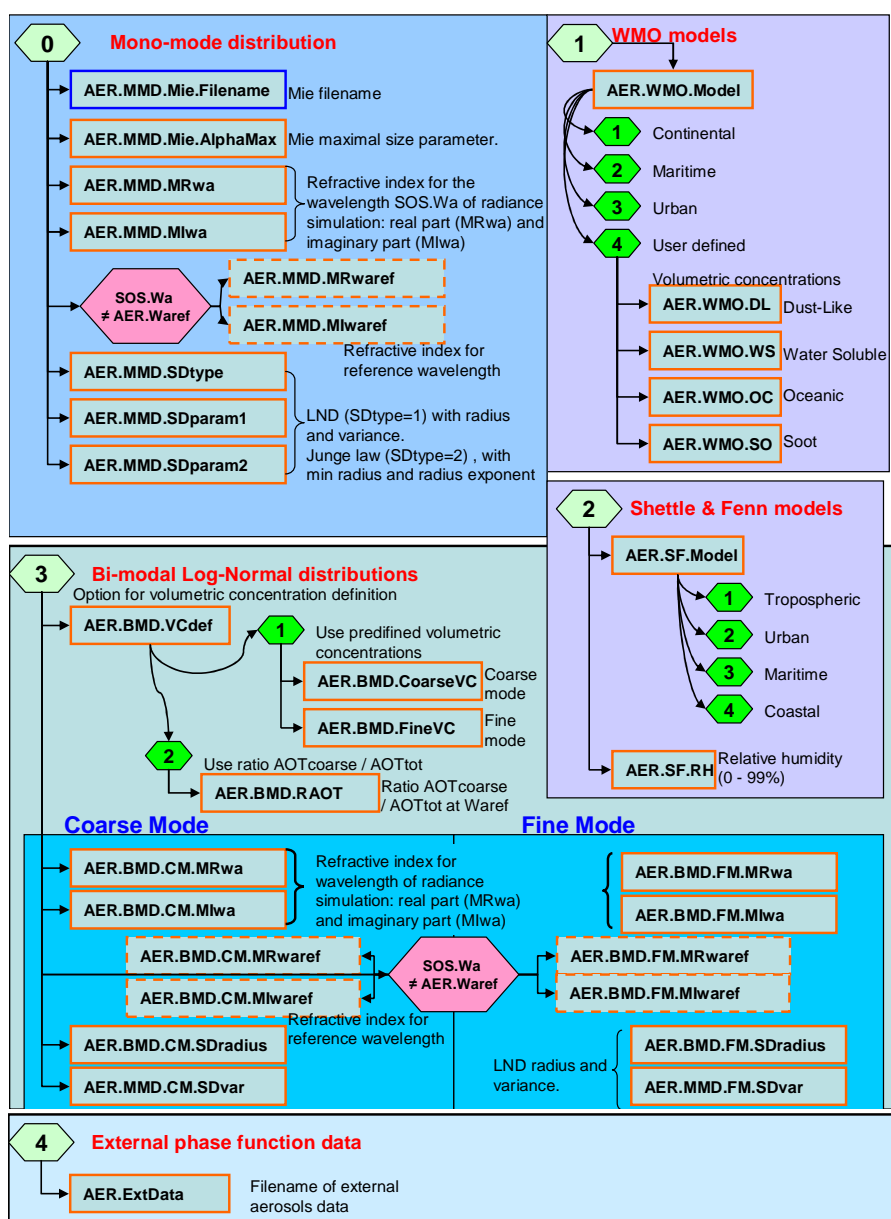 0
Mono-mode distribution
AER.MMD.Mie.Filename
Mie filename
AER.MMD.Mie.AlphaMax
Mie maximal size parameter.
AER.MMD.MRwa
AER.MMD.MIwa
Refractive index for the
wavelength SOS.Wa of radiance
simulation: real part (MRwa) and
imaginary part (MIwa)
SOS.Wa
≠ AER.Waref
AER.MMD.MRwaref
AER.MMD.MIwaref
Refractive index for
reference wavelength
AER.MMD.SDtype
AER.MMD.SDparam1
AER.MMD.SDparam2
LND (SDtype=1) with radius
and variance.
Junge law (SDtype=2) , with
min radius and radius exponent
1
WMO models
AER.WMO.Model
1
Continental
2
Maritime
3
Urban
4
User defined
Volumetric concentrations
AER.WMO.DL
Dust-Like
AER.WMO.WS
Water Soluble
AER.WMO.OC
Oceanic
AER.WMO.SO
Soot
2
Shettle & Fenn models
AER.SF.Model
1
Tropospheric
2
Urban
3
Maritime
4
Coastal
AER.SF.RH
Relative humidity
(0 - 99%)
3
Bi-modal Log-Normal distributions
Option for volumetric concentration definition
AER.BMD.VCdef
1
Use predifined volumetric
concentrations
AER.BMD.CoarseVC
Coarse
mode
AER.BMD.FineVC
Fine
mode
2
Use ratio AOTcoarse / AOTtot
AER.BMD.RAOT
Ratio AOTcoarse
/ AOTtot at Waref
Coarse Mode
Fine Mode
AER.BMD.CM.MRwa
AER.BMD.CM.MIwa
Refractive index for
wavelength of radiance
simulation: real part (MRwa)
and imaginary part (MIwa)
AER.BMD.FM.MRwa
AER.BMD.FM.MIwa
AER.BMD.CM.MRwaref
AER.BMD.CM.MIwaref
Refractive index for
reference wavelength
SOS.Wa
≠ AER.Waref
AER.BMD.FM.MRwaref
AER.BMD.FM.MIwaref
AER.BMD.CM.SDradius
AER.MMD.CM.SDvar
LND radius and
variance.
AER.BMD.FM.SDradius
AER.MMD.FM.SDvar
4
External phase function data
AER.ExtData
Filename of external
aerosols data